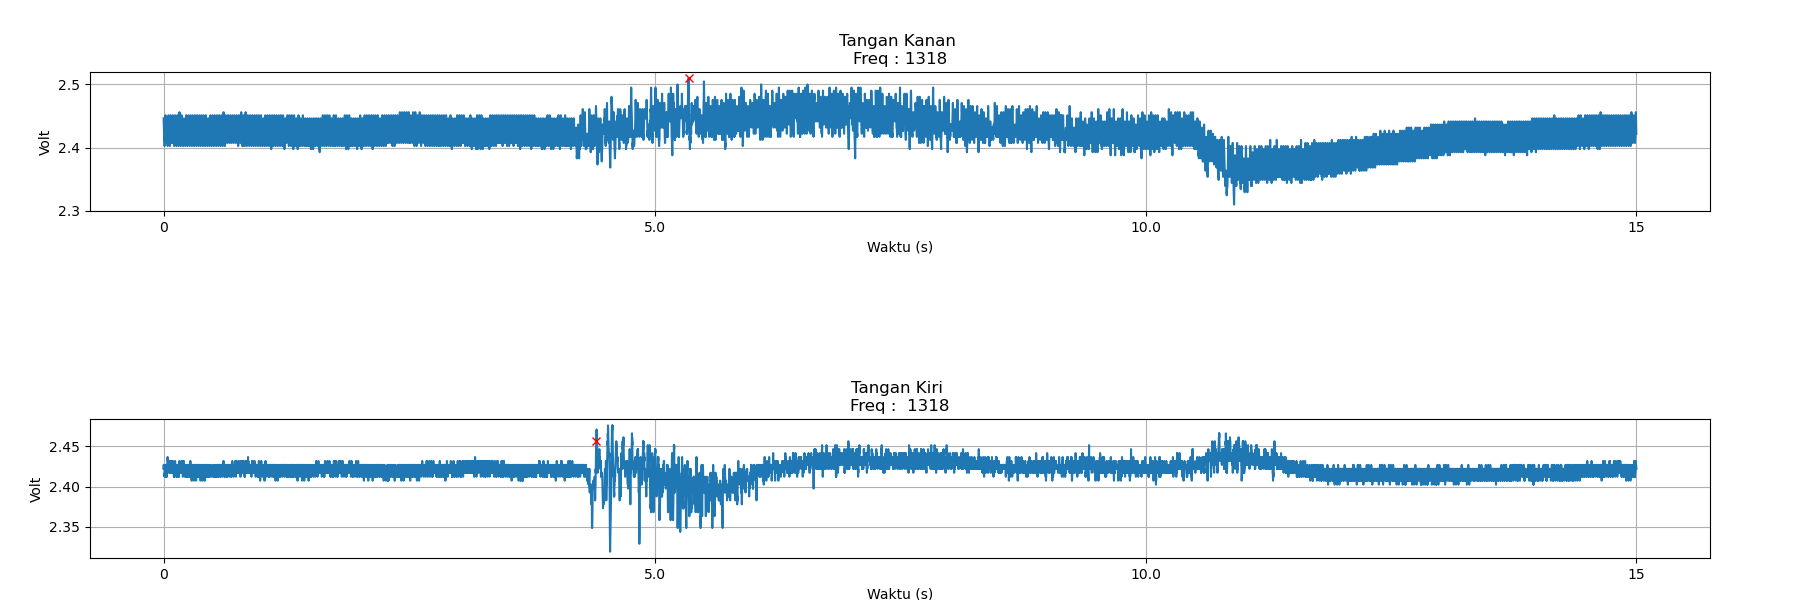 Tangan Kanan
Freq : 1318
Volt
2.5
2.4
2.3
0
5.0
10.0
15
Waktu (s)
Tangan Kiri
Freq :  1318
Volt
2.45
2.40
2.35
0
5.0
10.0
15
Waktu (s)